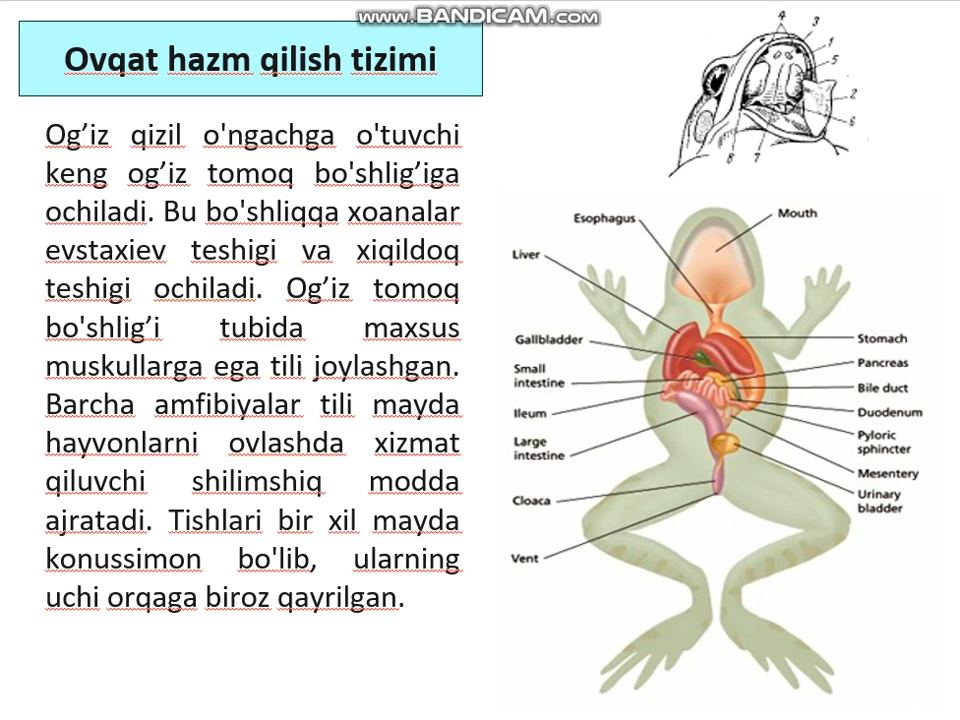 www.BANDICAM.com
Ovqat hazm qilish tizimi
Og’iz qizil o'ngachga o'tuvchi
keng og’iz tomoq bo'shlig’iga
ochiladi. Bu bo'shliqqa xoanalar
evstaxiev teshigi va xiqildoq
teshigi ochiladi. Og’iz tomoq
bo'shlig’i tubida maxsus
muskullarga ega tili joylashgan.
Barcha amfibiyalar tili mayda
hayvonlarni ovlashda xizmat
qiluvchi shilimshiq modda
ajratadi. Tishlari bir xil mayda
konussimon bo'lib, ularning
uchi orqaga biroz qayrilgan.
4
3
1
5
2
6
8
7
Esophagus
Mouth
Liver
Gallbladder
Small
intestine
Ileum
Large
intestine
Cloaca
Vent
Stomach
Pancreas
Bile duct
Duodenum
Pyloric
sphincter
Mesentery
Urinary
bladder